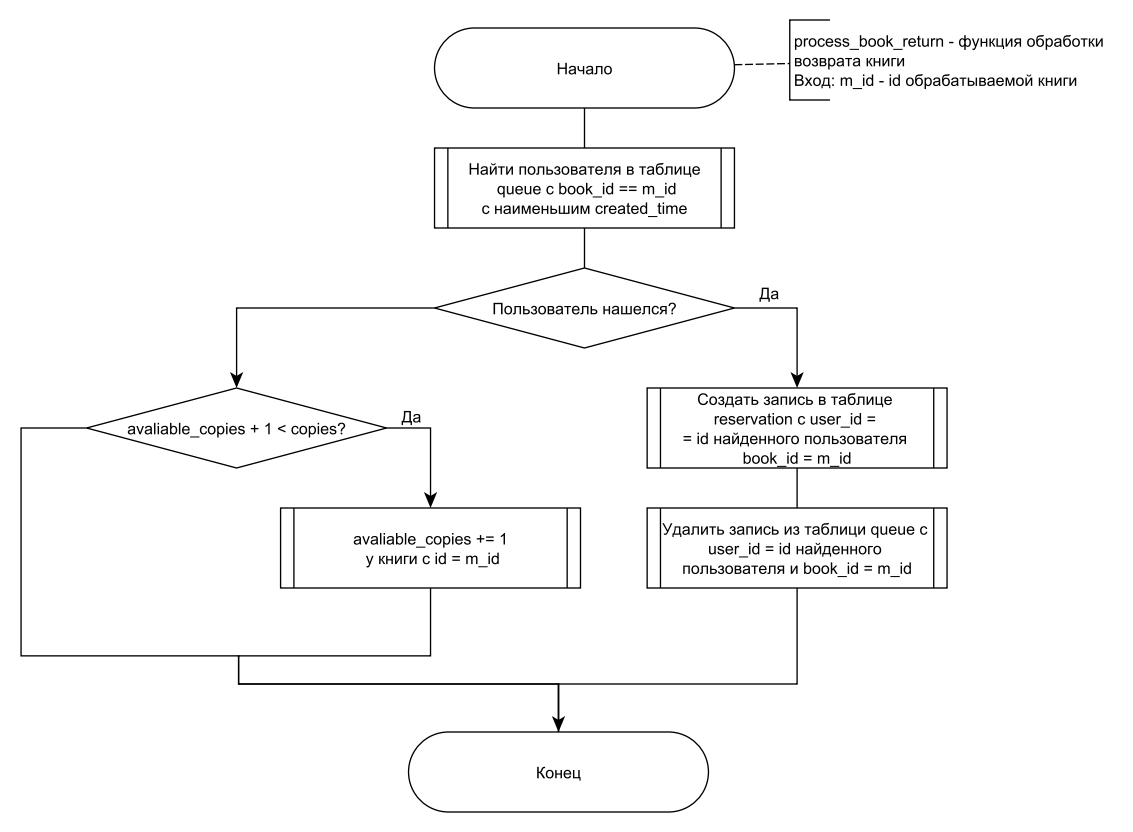 Начало
process_book_return - функция обработки
возврата книги
Вход: m_id - id обрабатываемой книги
Найти пользователя в таблице
queue с book_id == m_id
с наименьшим created_time
Пользователь нашелся?
Да
avaliable_copies + 1 < copies?
Да
Создать запись в таблице
reservation с user_id =
= id найденного пользователя
book_id = m_id
avaliable_copies += 1
у книги с id = m_id
Удалить запись из таблици queue с
user_id = id найденного
пользователя и book_id = m_id
Конец